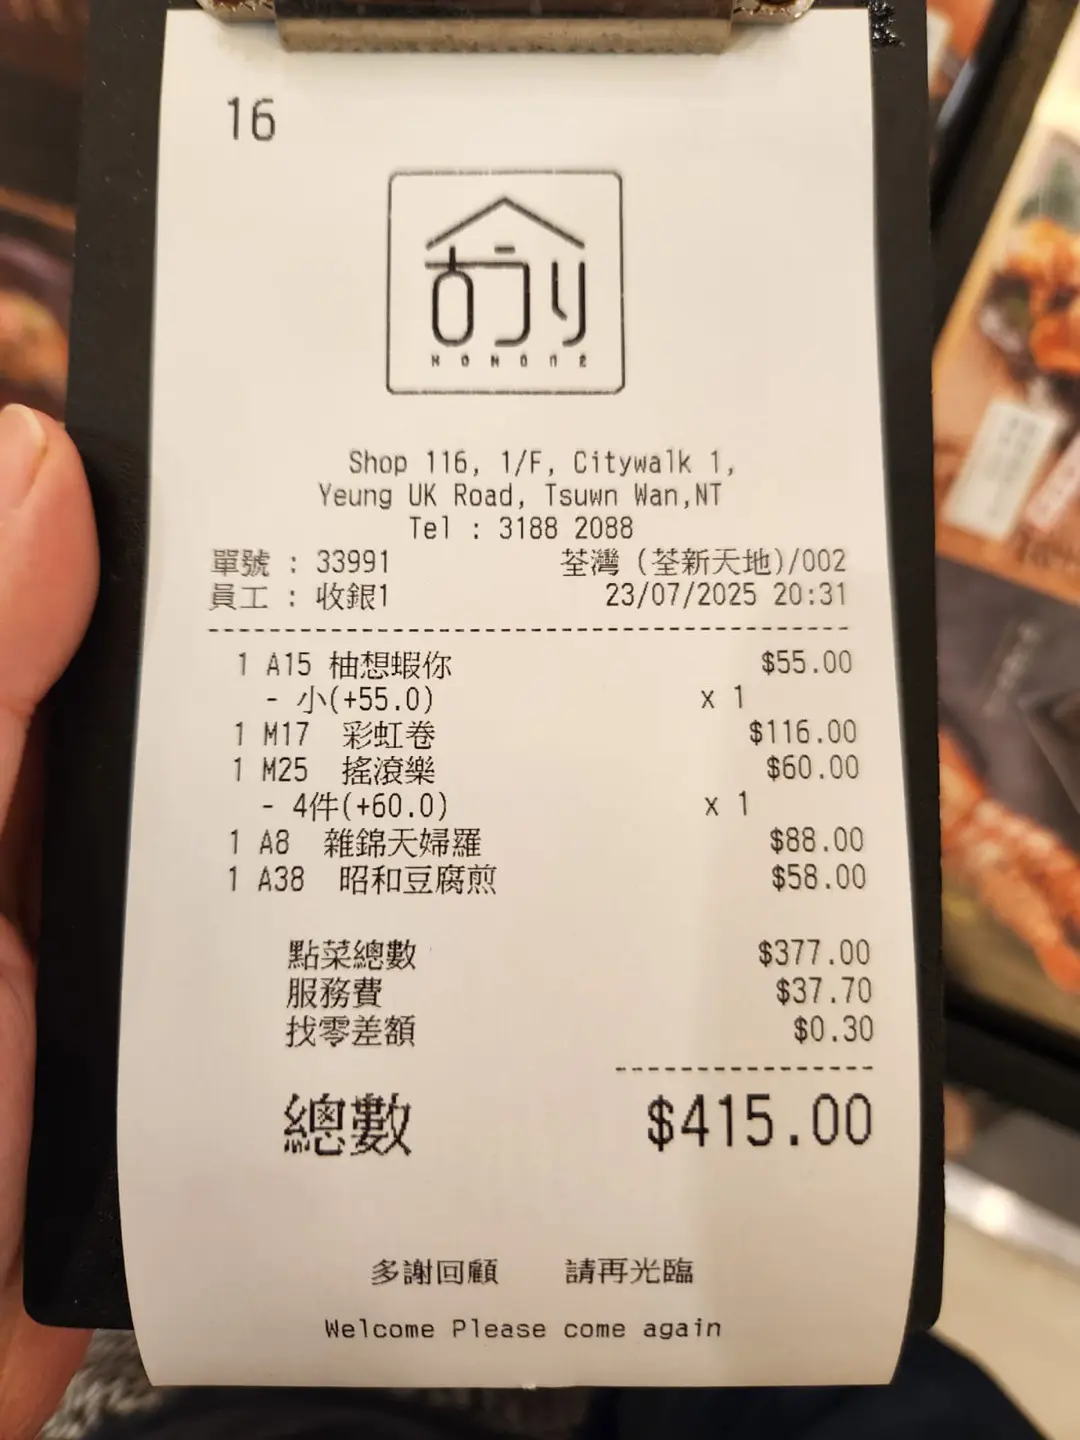 16
Shop 116, 1/F, Citywalk 1,
Yeung UK Road, Tsuwn Wan,NT
Tel : 3188 2088
單號 : 33991 荃灣 (荃新天地)/002
員工 : 收銀1 23/07/2025 20:31
1 A15 柚想蝦你 $55.00
- 小(+55.0) x 1
1 M17 彩虹卷 $116.00
1 M25 搖滾樂 $60.00
- 4件(+60.0) x 1
1 A8 雜錦天婦羅 $88.00
1 A38 昭和豆腐煎 $58.00
點菜總數 $377.00
服務費 $37.70
找零差額 $0.30
總數 $415.00
多謝回顧 請再光臨
Welcome Please come again